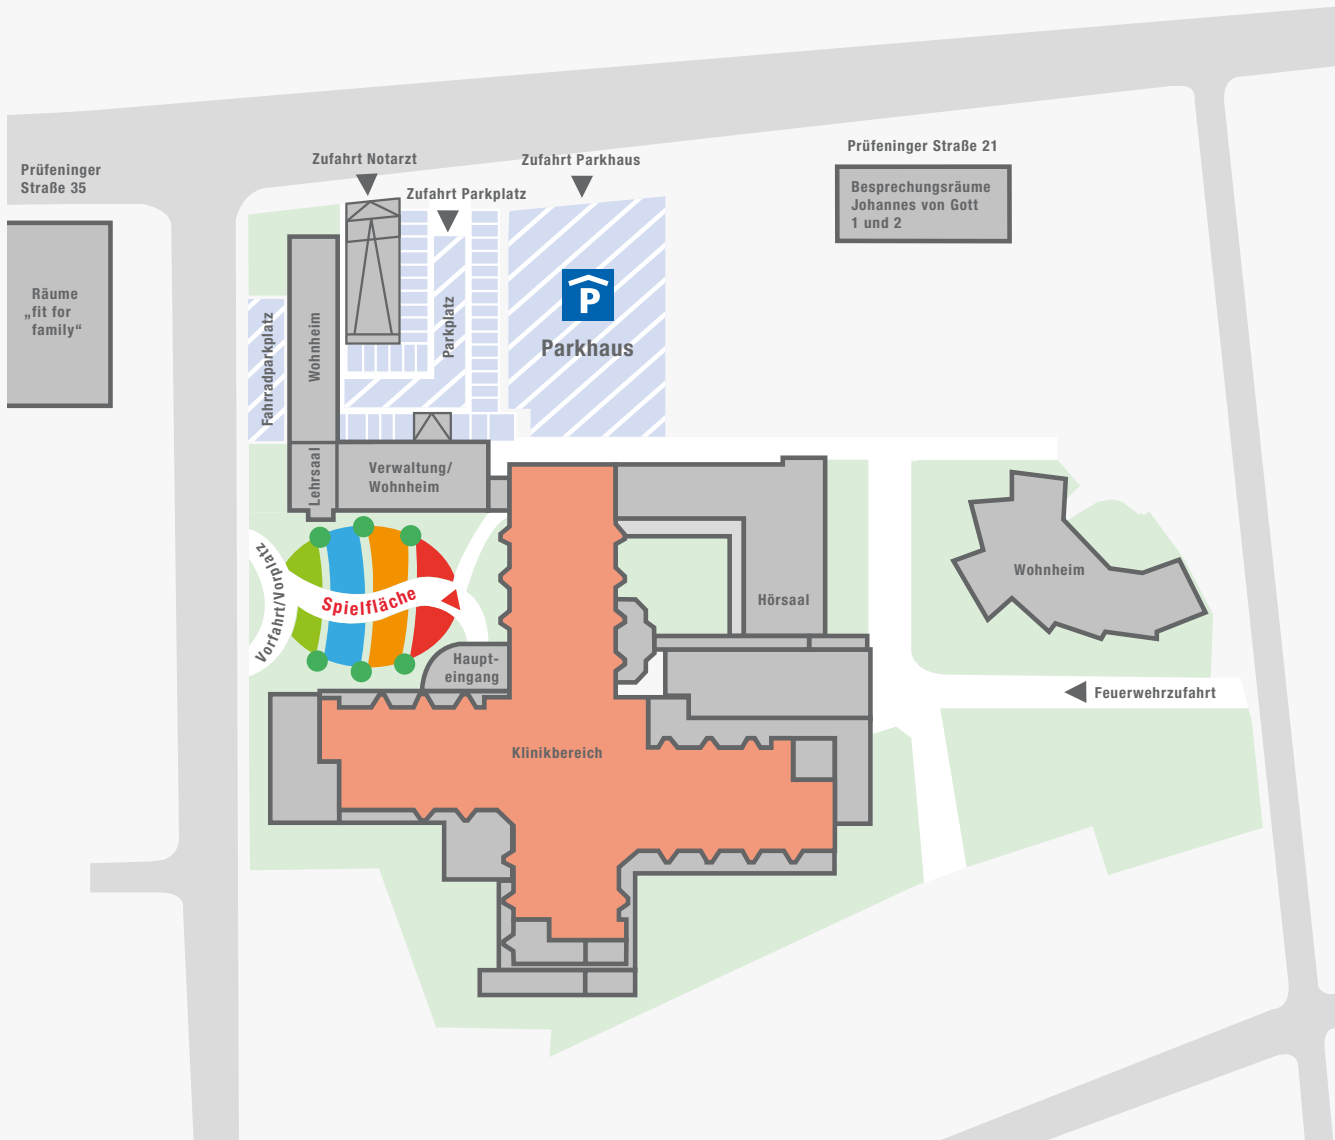 Prüfeninger Straße 21
Zufahrt Notarzt
Zufahrt Parkhaus
Prüfeninger
Straße 35
Zufahrt Parkplatz
Besprechungsräume
Johannes von Gott
1 und 2
Räume
„fit for
family“
Fahrradparkplatz
Wohnheim
Parkplatz
P
Parkhaus
Lehrsaal
Verwaltung/
Wohnheim
Vorfahrt/Vorplatz
Spielfläche
Hörsaal
Wohnheim
Haupt-
eingang
Feuerwehrzufahrt
Klinikbereich